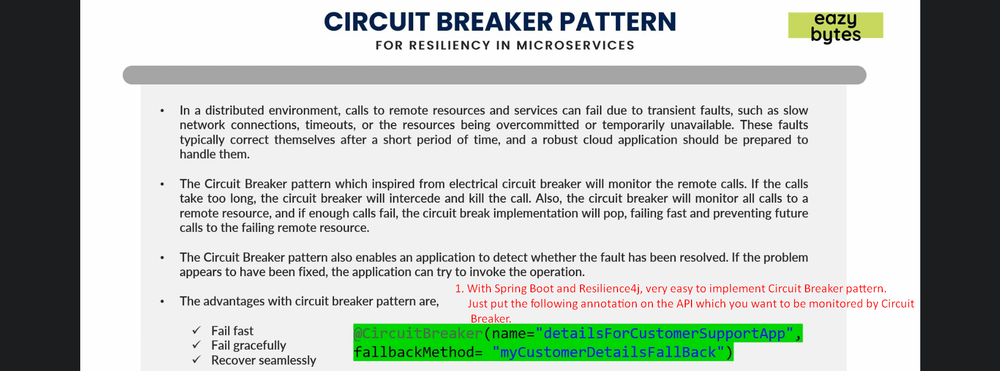 CIRCUIT BREAKER PATTERN
FOR RESILIENCY IN MICROSERVICES
eazy
bytes
• In a distributed environment, calls to remote resources and services can fail due to transient faults, such as slow
network connections, timeouts, or the resources being overcommitted or temporarily unavailable. These faults
typically correct themselves after a short period of time, and a robust cloud application should be prepared to
handle them.
• The Circuit Breaker pattern which inspired from electrical circuit breaker will monitor the remote calls. If the calls
take too long, the circuit breaker will intercede and kill the call. Also, the circuit breaker will monitor all calls to a
remote resource, and if enough calls fail, the circuit break implementation will pop, failing fast and preventing future
calls to the failing remote resource.
• The Circuit Breaker pattern also enables an application to detect whether the fault has been resolved. If the problem
appears to have been fixed, the application can try to invoke the operation.
• The advantages with circuit breaker pattern are,
✓ Fail fast
✓ Fail gracefully
✓ Recover seamlessly
1. With Spring Boot and Resilience4j, very easy to implement Circuit Breaker pattern.
Just put the following annotation on the API which you want to be monitored by Circuit
Breaker.
@CircuitBreaker(name="detailsForCustomerSupportApp",
fallbackMethod= "myCustomerDetailsFallBack")